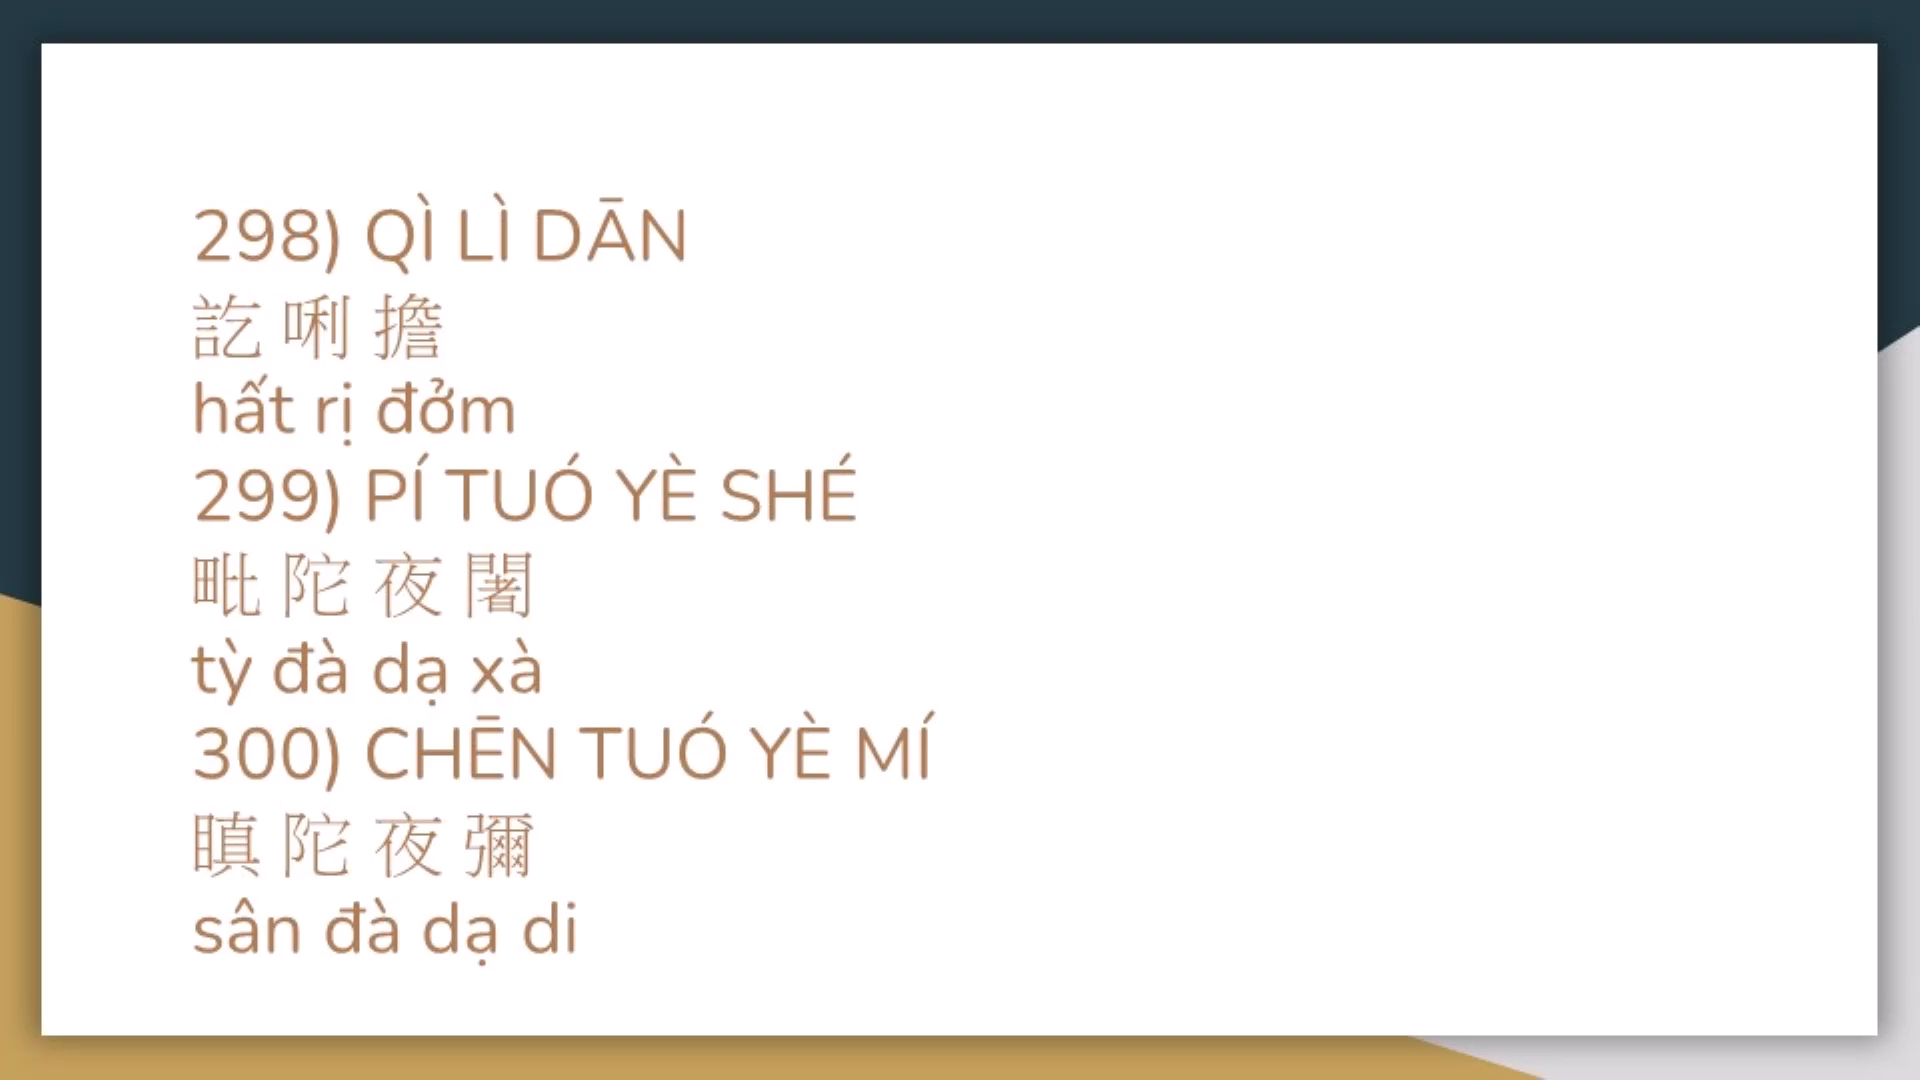 298) QÌ LÌ DĀN
訖 唎 擔
hất rị đởm
299) PÍ TUÓ YÈ SHÉ
毗 陀 夜 闍
tỳ đà dạ xà
300) CHĒN TUÓ YÈ MÍ
瞋 陀 夜 彌
sân đà dạ di